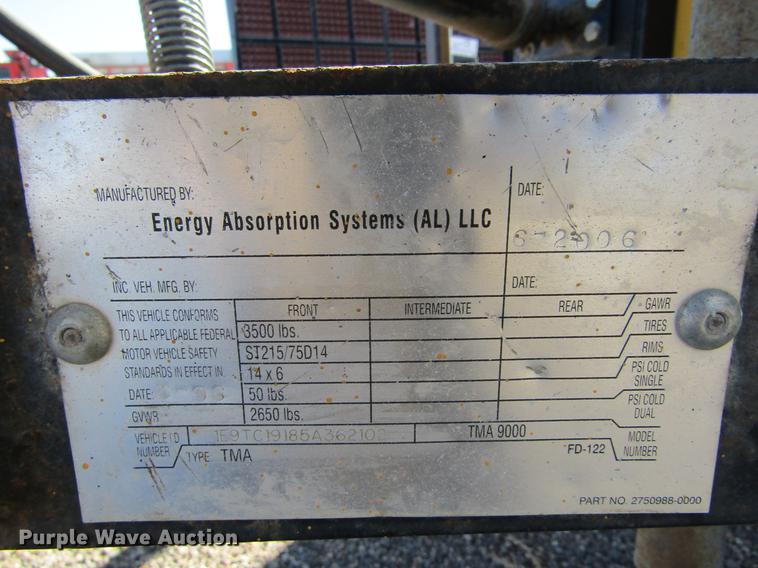 MANUFACTURED BY:
DATE:
Energy Absorption Systems (AL) LLC
6-2006
INC. VEH. MFG. BY:
DATE:
THIS VEHICLE CONFORMS FRONT INTERMEDIATE REAR GAWR
TO ALL APPLICABLE FEDERAL 3500 lbs. TIRES
MOTOR VEHICLE SAFETY ST215/75D14 RIMS
STANDARDS IN EFFECT IN 14 x 6 PSI COLD SINGLE
DATE: 50 lbs. PSI COLD DUAL
GVWR 2650 lbs.
VEHICLE I D NUMBER 1E9TC19185A36210 TMA 9000 MODEL NUMBER
TYPE TMA FD-122
PART NO. 2750988-0000
Purple Wave Auction